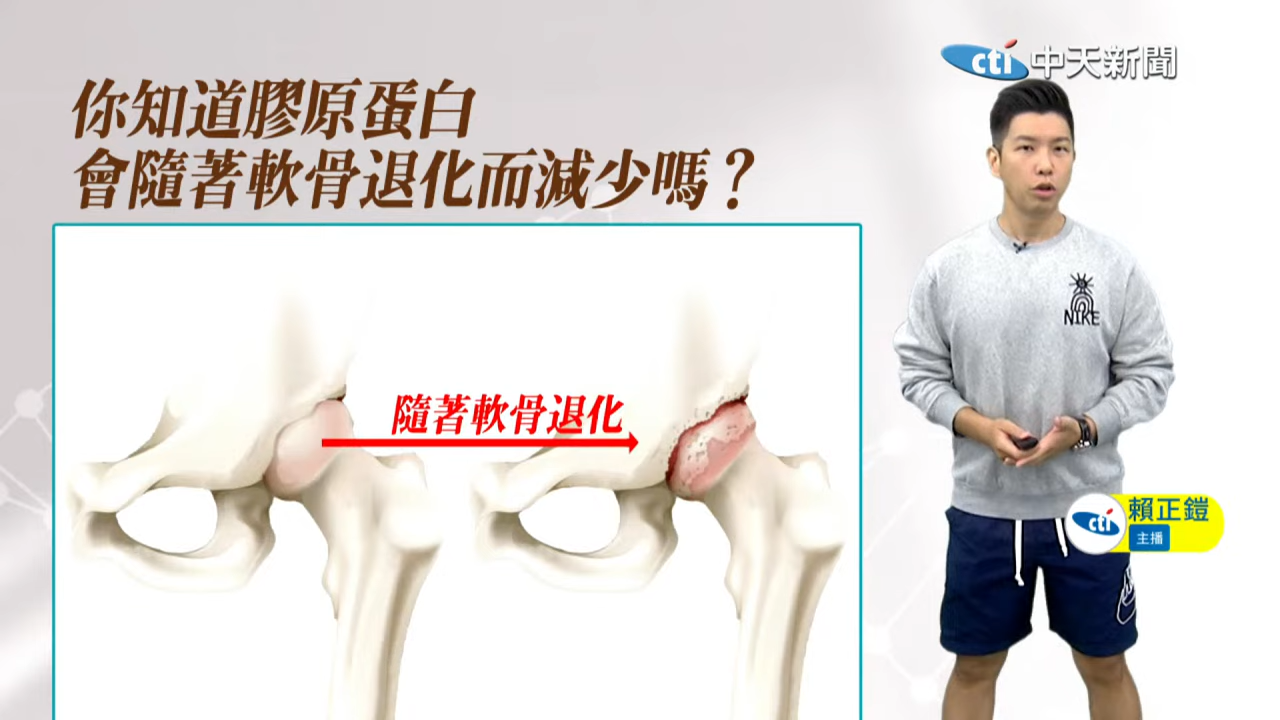 cti 中天新聞
你知道膠原蛋白
會隨著軟骨退化而減少嗎？
隨著軟骨退化
NIKE
cti 賴正鎧
主播